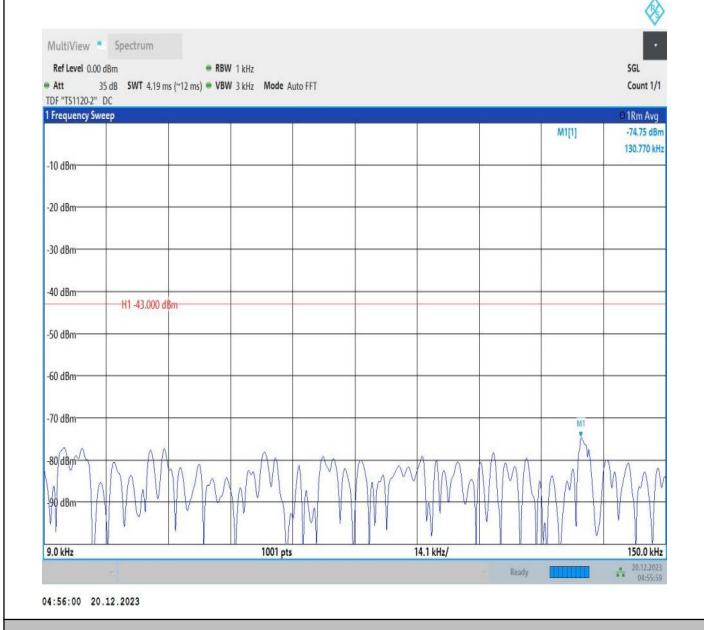 MultiView Spectrum
Ref Level 0.00 dBm RBW 1 kHz SGL
Att 35 dB SWT 4.19 ms (~12 ms) VBW 3 kHz Mode Auto FFT Count 1/1
TDF "TS1120-2" DC
1 Frequency Sweep 1Rm Avg
M1[1] -74.75 dBm
130.770 kHz
-10 dBm
-20 dBm
-30 dBm
-40 dBm
H1 -43.000 dBm
-50 dBm
-60 dBm
-70 dBm
M1
-80 dBm
-90 dBm
9.0 kHz 1001 pts 14.1 kHz/ 150.0 kHz
Ready 20.12.2023
04:55:59
04:56:00 20.12.2023